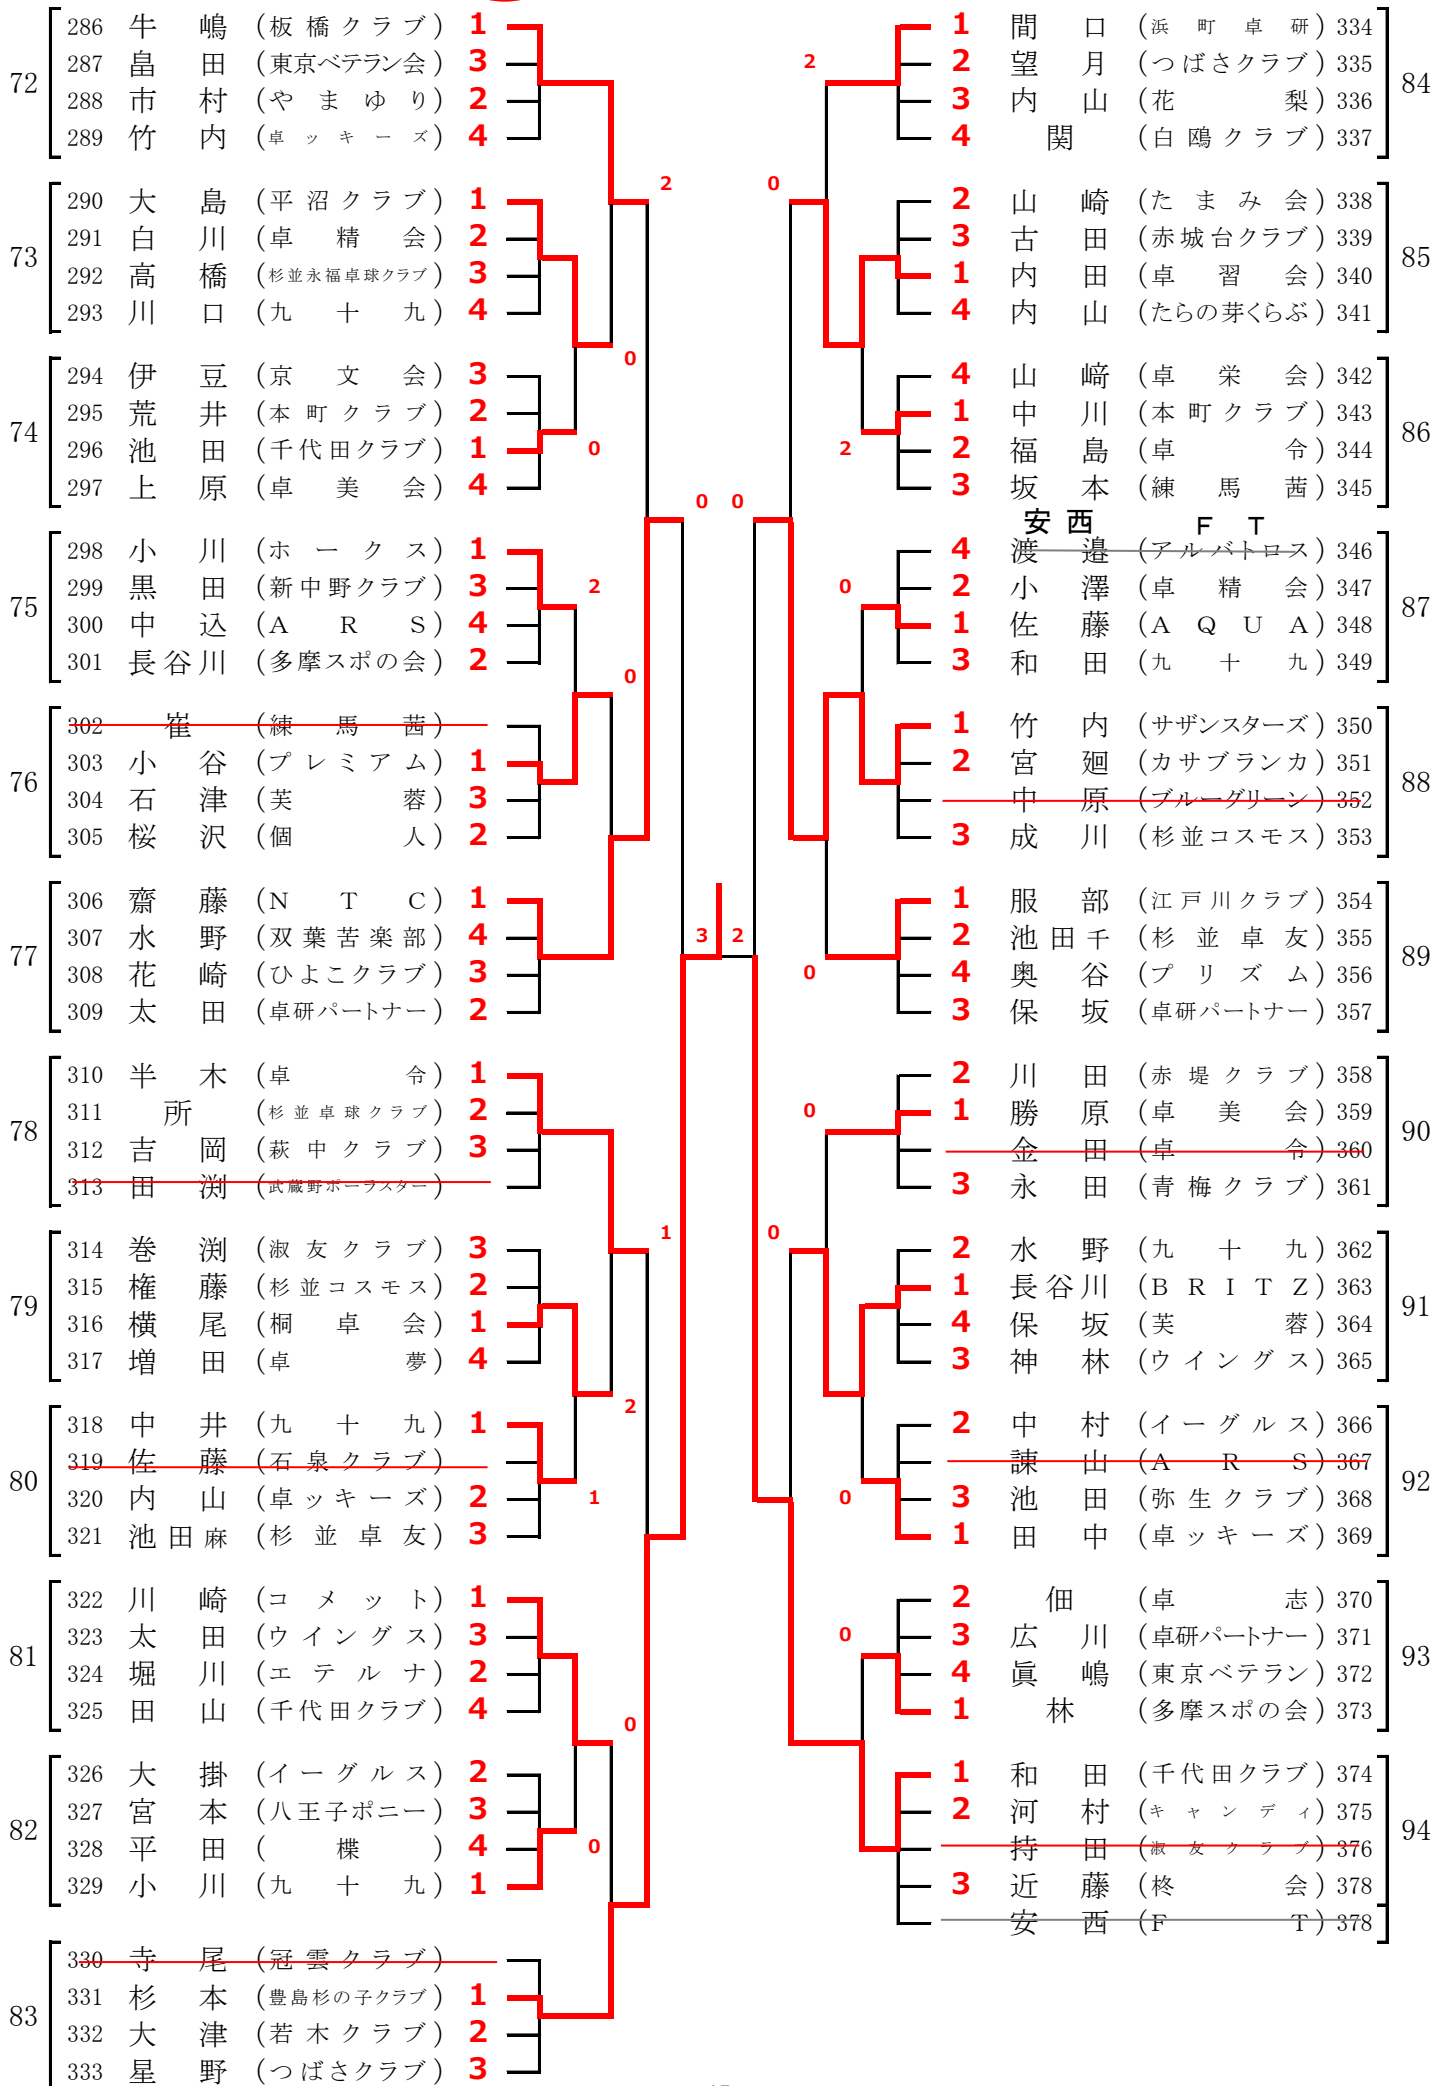 72
286 牛嶋 (板橋クラブ) 1
287 畠田 (東京ベテラン会) 3
288 市村 (やまゆり) 2
289 竹内 (卓ッキーズ) 4
73
290 大島 (平沼クラブ) 1
291 白川 (卓精会) 2
292 高橋 (杉並永福卓球クラブ) 3
293 川口 (九十九) 4
74
294 伊豆 (京文会) 3
295 荒井 (本町クラブ) 2
296 池田 (千代田クラブ) 1
297 上原 (卓美会) 4
75
298 小川 (ホークス) 1
299 黒田 (新中野クラブ) 3
300 中込 (ARS) 4
301 長谷川 (多摩スポの会) 2
76
302 崔 (練馬茜)
303 小谷 (プレミアム) 1
304 石津 (芙蓉) 3
305 桜沢 (個人) 2
77
306 齋藤 (NTC) 1
307 水野 (双葉苦楽部) 4
308 花崎 (ひよこクラブ) 3
309 太田 (卓研パートナー) 2
78
310 半木 (卓令) 1
311 所 (杉並卓球クラブ) 2
312 吉岡 (萩中クラブ) 3
313 田渕 (武蔵野ポーラスター)
79
314 巻渕 (淑友クラブ) 3
315 権藤 (杉並コスモス) 2
316 横尾 (桐卓会) 1
317 増田 (卓夢) 4
80
318 中井 (九十九) 1
319 佐藤 (石泉クラブ)
320 内山 (卓ッキーズ) 2
321 池田麻 (杉並卓友) 3
81
322 川崎 (コメット) 1
323 太田 (ウイングス) 3
324 堀川 (エテルナ) 2
325 田山 (千代田クラブ) 4
82
326 大掛 (イーグルス) 2
327 宮本 (八王子ポニー) 3
328 平田 (楪) 4
329 小川 (九十九) 1
83
330 寺尾 (冠雲クラブ)
331 杉本 (豊島杉の子クラブ) 1
332 大津 (若木クラブ) 2
333 星野 (つばさクラブ) 3
2
0
0
2
0
0
3
1
2
1
0
0
0
2
0
2
0
0
2
0
0
0
0
0
84
1 間口 (浜町卓研) 334
2 望月 (つばさクラブ) 335
3 内山 (花梨) 336
4 関 (白鴎クラブ) 337
85
2 山崎 (たまみ会) 338
3 古田 (赤城台クラブ) 339
1 内田 (卓習会) 340
4 内山 (たらの芽くらぶ) 341
86
4 山﨑 (卓栄会) 342
1 中川 (本町クラブ) 343
2 福島 (卓令) 344
3 坂本 (練馬茜) 345
安西 FT
87
4 渡邉 (アルバトロス) 346
2 小澤 (卓精会) 347
1 佐藤 (AQUA) 348
3 和田 (九十九) 349
88
1 竹内 (サザンスターズ) 350
2 宮廻 (カサブランカ) 351
中原 (ブルーグリーン) 352
3 成川 (杉並コスモス) 353
89
1 服部 (江戸川クラブ) 354
2 池田千 (杉並卓友) 355
4 奥谷 (プリズム) 356
3 保坂 (卓研パートナー) 357
90
2 川田 (赤堤クラブ) 358
1 勝原 (卓美会) 359
金田 (卓令) 360
3 永田 (青梅クラブ) 361
91
2 水野 (九十九) 362
1 長谷川 (BRITZ) 363
4 保坂 (芙蓉) 364
3 神林 (ウイングス) 365
92
2 中村 (イーグルス) 366
諌山 (ARS) 367
3 池田 (弥生クラブ) 368
1 田中 (卓ッキーズ) 369
93
2 佃 (卓志) 370
3 広川 (卓研パートナー) 371
4 眞嶋 (東京ベテラン) 372
1 林 (多摩スポの会) 373
94
1 和田 (千代田クラブ) 374
2 河村 (キャンディ) 375
持田 (淑友クラブ) 376
3 近藤 (柊会) 378
安西 (FT) 378